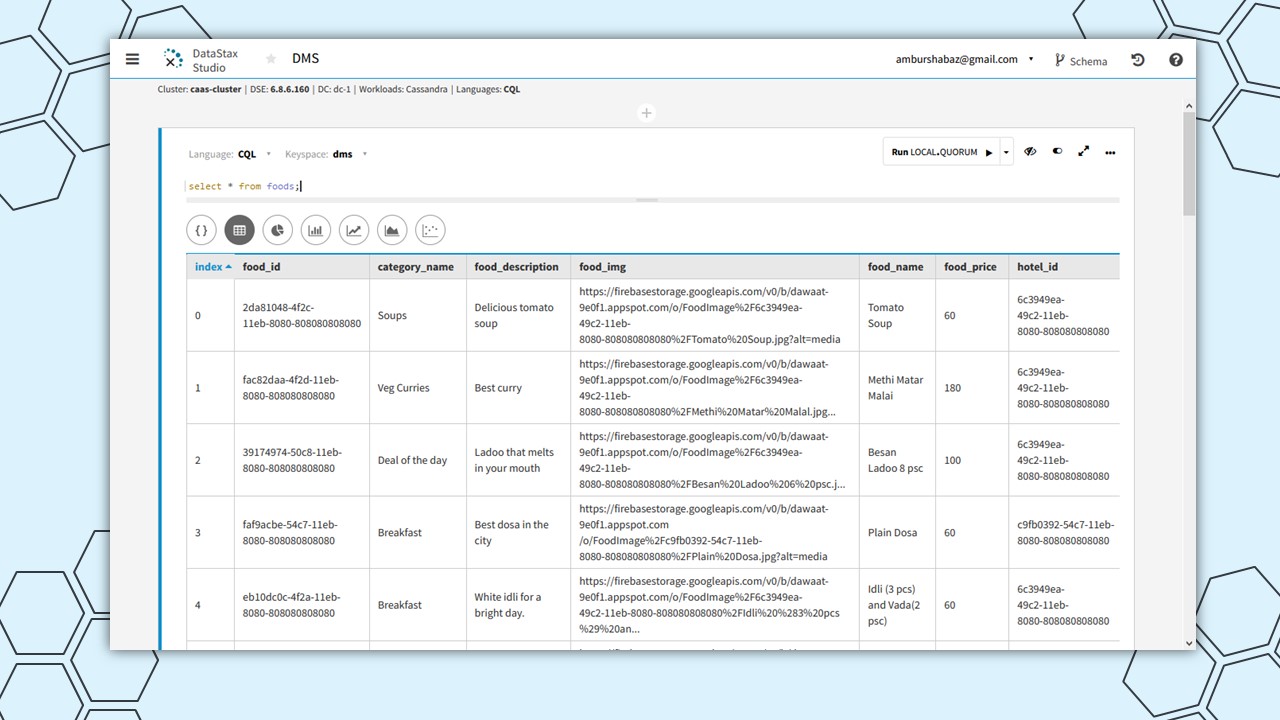 DataStax
Studio
DMS
amburshabaz@gmail.com
Schema
Cluster: caas-cluster | DSE: 6.8.6.160 | DC: dc-1 | Workloads: Cassandra | Languages: CQL
Language: CQL
Keyspace: dms
Run LOCAL.QUORUM
select * from foods;
index food_id category_name food_description food_img food_name food_price hotel_id
0
2da81048-4f2c-
11eb-8080-808080808080
Soups
Delicious tomato
soup
https://firebasestorage.googleapis.com/v0/b/dawaat-
9e0f1.appspot.com/o/FoodImage%2F6c3949ea-
49c2-11eb-
8080-808080808080%2FTomato%20Soup.jpg?alt=media
Tomato
Soup
60
6c3949ea-
49c2-11eb-
8080-808080808080
1
fac82daa-4f2d-11eb-
8080-808080808080
Veg Curries
Best curry
https://firebasestorage.googleapis.com/v0/b/dawaat-
9e0f1.appspot.com/o/FoodImage%2F6c3949ea-
49c2-11eb-
8080-808080808080%2FMethi%20Matar%20Malal.jpg...
Methi Matar
Malai
180
6c3949ea-
49c2-11eb-
8080-808080808080
2
39174974-50c8-11eb-
8080-808080808080
Deal of the day
Ladoo that melts
in your mouth
https://firebasestorage.googleapis.com/v0/b/dawaat-
9e0f1.appspot.com/o/FoodImage%2F6c3949ea-
49c2-11eb-
8080-808080808080%2FBesan%20Ladoo%206%20psc.j...
Besan
Ladoo 8 psc
100
6c3949ea-
49c2-11eb-
8080-808080808080
3
faf9acbe-54c7-11eb-
8080-808080808080
Breakfast
Best dosa in the
city
https://firebasestorage.googleapis.com/v0/b/dawaat-
9e0f1.appspot.com
/o/FoodImage%2Fc9fb0392-54c7-11eb-
8080-808080808080%2FPlain%20Dosa.jpg?alt=media
Plain Dosa
60
c9fb0392-54c7-11eb-
8080-808080808080
4
eb10dc0c-4f2a-11eb-
8080-808080808080
Breakfast
White idli for a
bright day.
https://firebasestorage.googleapis.com/v0/b/dawaat-
9e0f1.appspot.com/o/FoodImage%2F6c3949ea-
49c2-11eb-8080-808080808080%2FIdli%20%283%20pcs
%29%20an...
Idli (3 pcs)
and Vada(2
psc)
60
6c3949ea-
49c2-11eb-
8080-808080808080